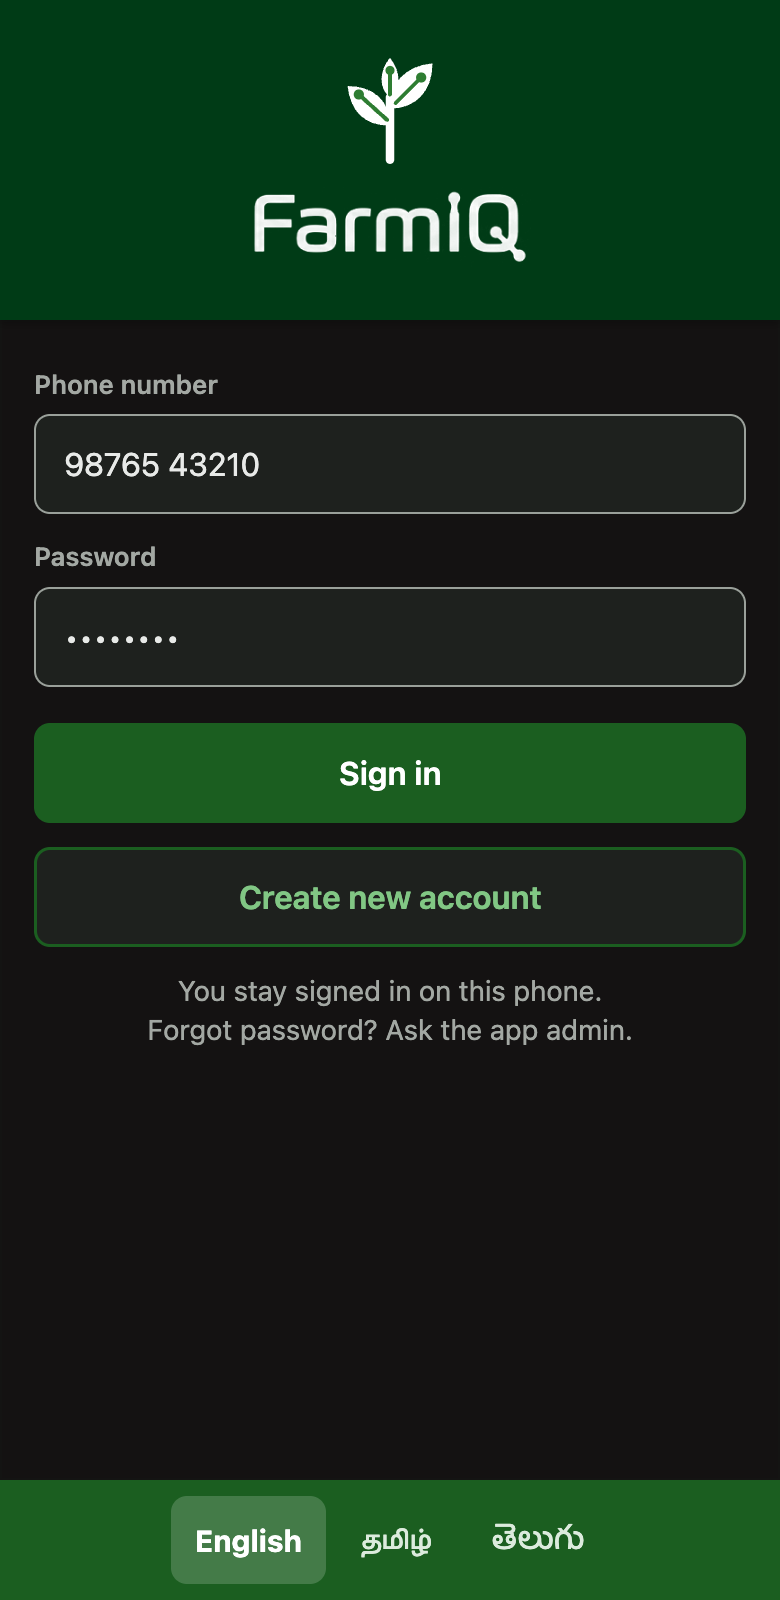 FarmIQ
Phone number
98765 43210
Password
••••••••
Sign in
Create new account
You stay signed in on this phone.
Forgot password? Ask the app admin.
English
தமிழ்
తెలుగు